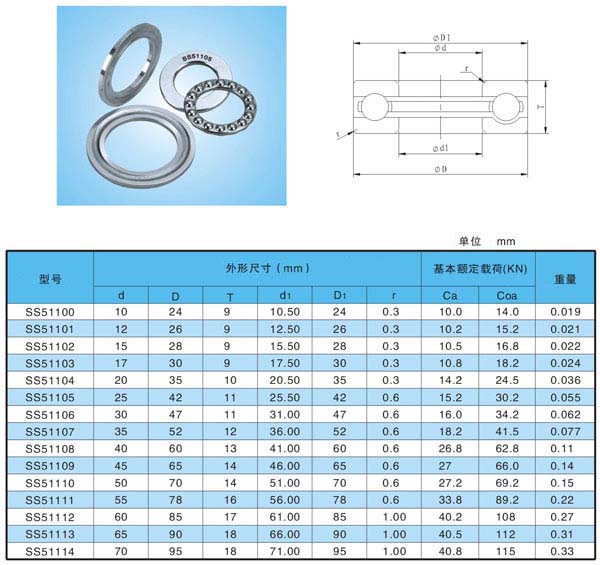 SS51105
ØD1
Ød
r
T
r
Ød1
ØD
单位 mm
型号 外形尺寸(mm) 基本额定载荷(KN) 重量
d D T d1 D1 r Ca Coa
SS51100 10 24 9 10.50 24 0.3 10.0 14.0 0.019
SS51101 12 26 9 12.50 26 0.3 10.2 15.2 0.021
SS51102 15 28 9 15.50 28 0.3 10.5 16.8 0.022
SS51103 17 30 9 17.50 30 0.3 10.8 18.2 0.024
SS51104 20 35 10 20.50 35 0.3 14.2 24.5 0.036
SS51105 25 42 11 25.50 42 0.6 15.2 30.2 0.055
SS51106 30 47 11 31.00 47 0.6 16.0 34.2 0.062
SS51107 35 52 12 36.00 52 0.6 18.2 41.5 0.077
SS51108 40 60 13 41.00 60 0.6 26.8 62.8 0.11
SS51109 45 65 14 46.00 65 0.6 27 66.0 0.14
SS51110 50 70 14 51.00 70 0.6 27.2 69.2 0.15
SS51111 55 78 16 56.00 78 0.6 33.8 89.2 0.22
SS51112 60 85 17 61.00 85 1.00 40.2 108 0.27
SS51113 65 90 18 66.00 90 1.00 40.5 112 0.31
SS51114 70 95 18 71.00 95 1.00 40.8 115 0.33